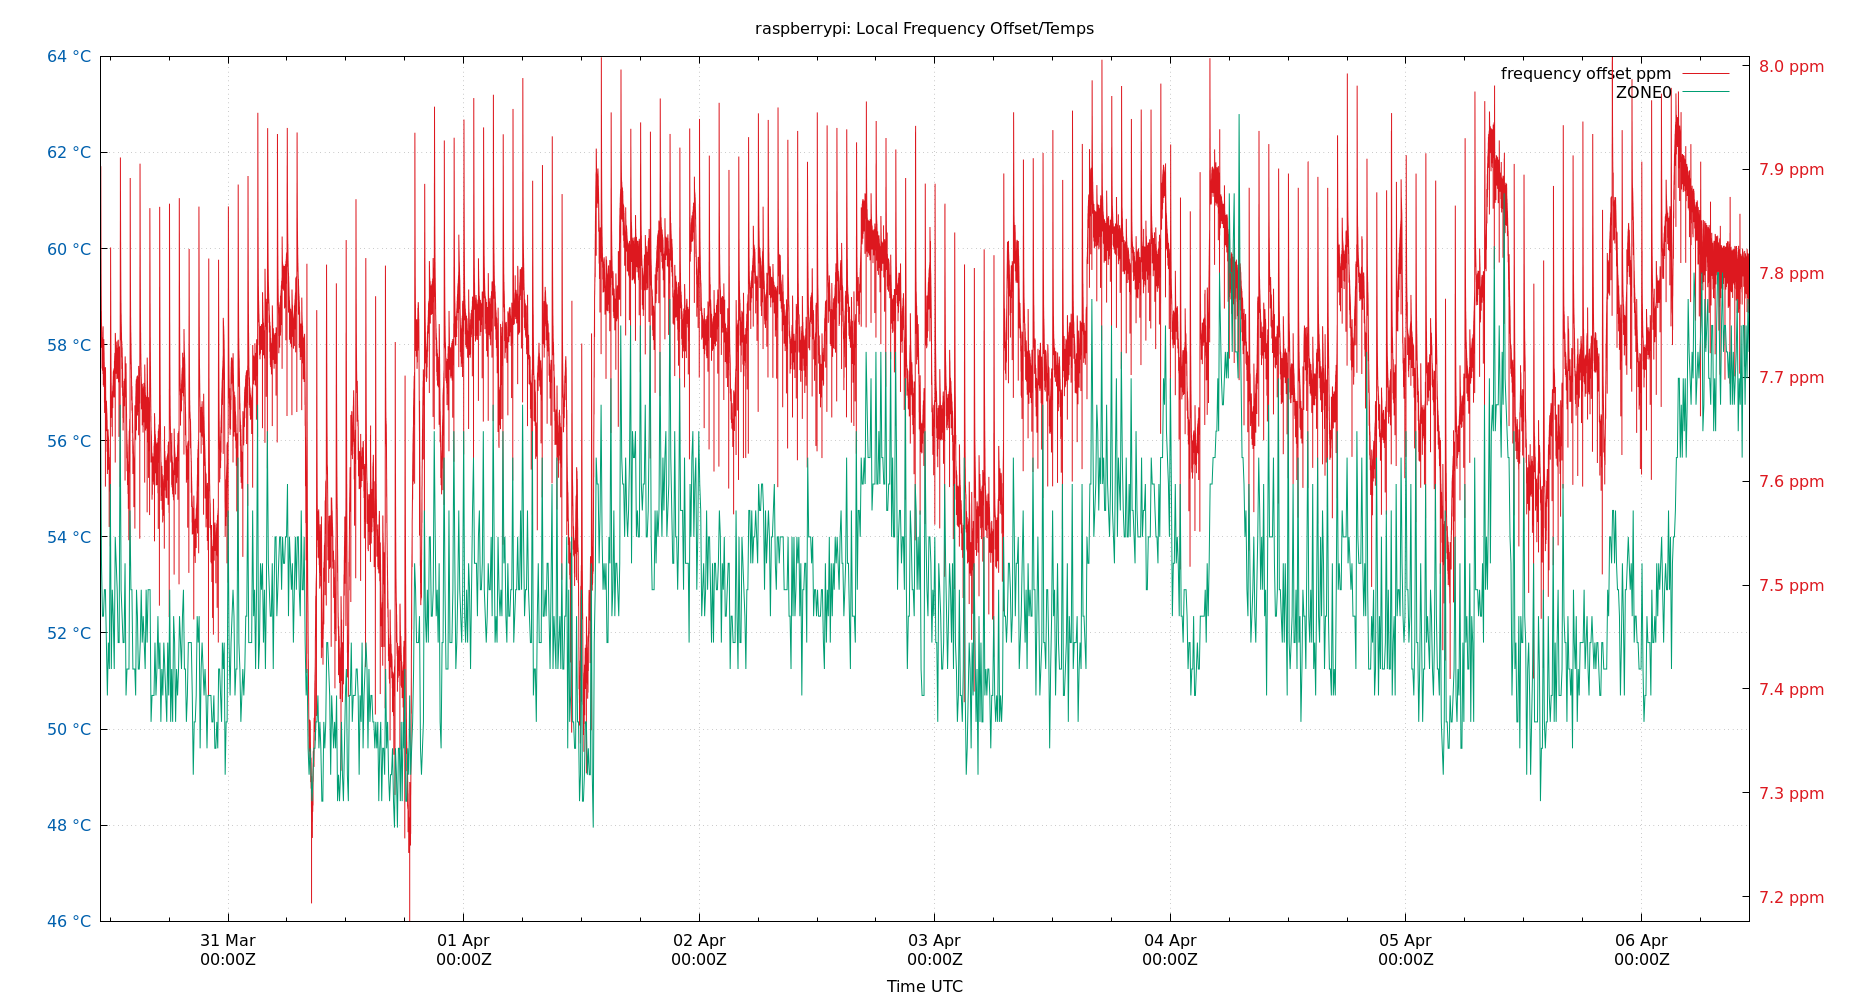 raspberrypi: Local Frequency Offset/Temps
64 °C
62 °C
60 °C
58 °C
56 °C
54 °C
52 °C
50 °C
48 °C
46 °C
frequency offset ppm
ZONE0
8.0 ppm
7.9 ppm
7.8 ppm
7.7 ppm
7.6 ppm
7.5 ppm
7.4 ppm
7.3 ppm
7.2 ppm
31 Mar 01 Apr 02 Apr 03 Apr 04 Apr 05 Apr 06 Apr
00:00Z 00:00Z 00:00Z 00:00Z 00:00Z 00:00Z 00:00Z
Time UTC